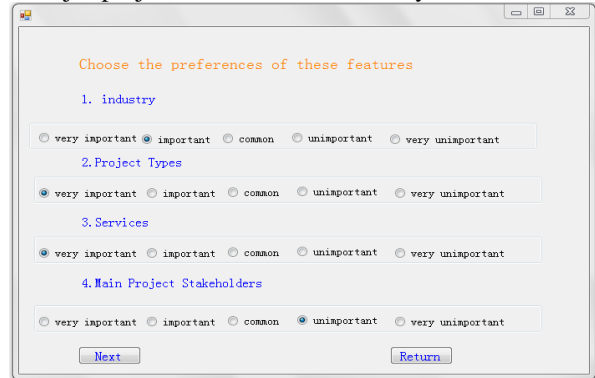 Choose the preferences of these features
1. industry
very important important common unimportant very unimportant
2.Project Types
very important important common unimportant very unimportant
3.Services
very important important common unimportant very unimportant
4.Main Project Stakeholders
very important important common unimportant very unimportant
Next Return